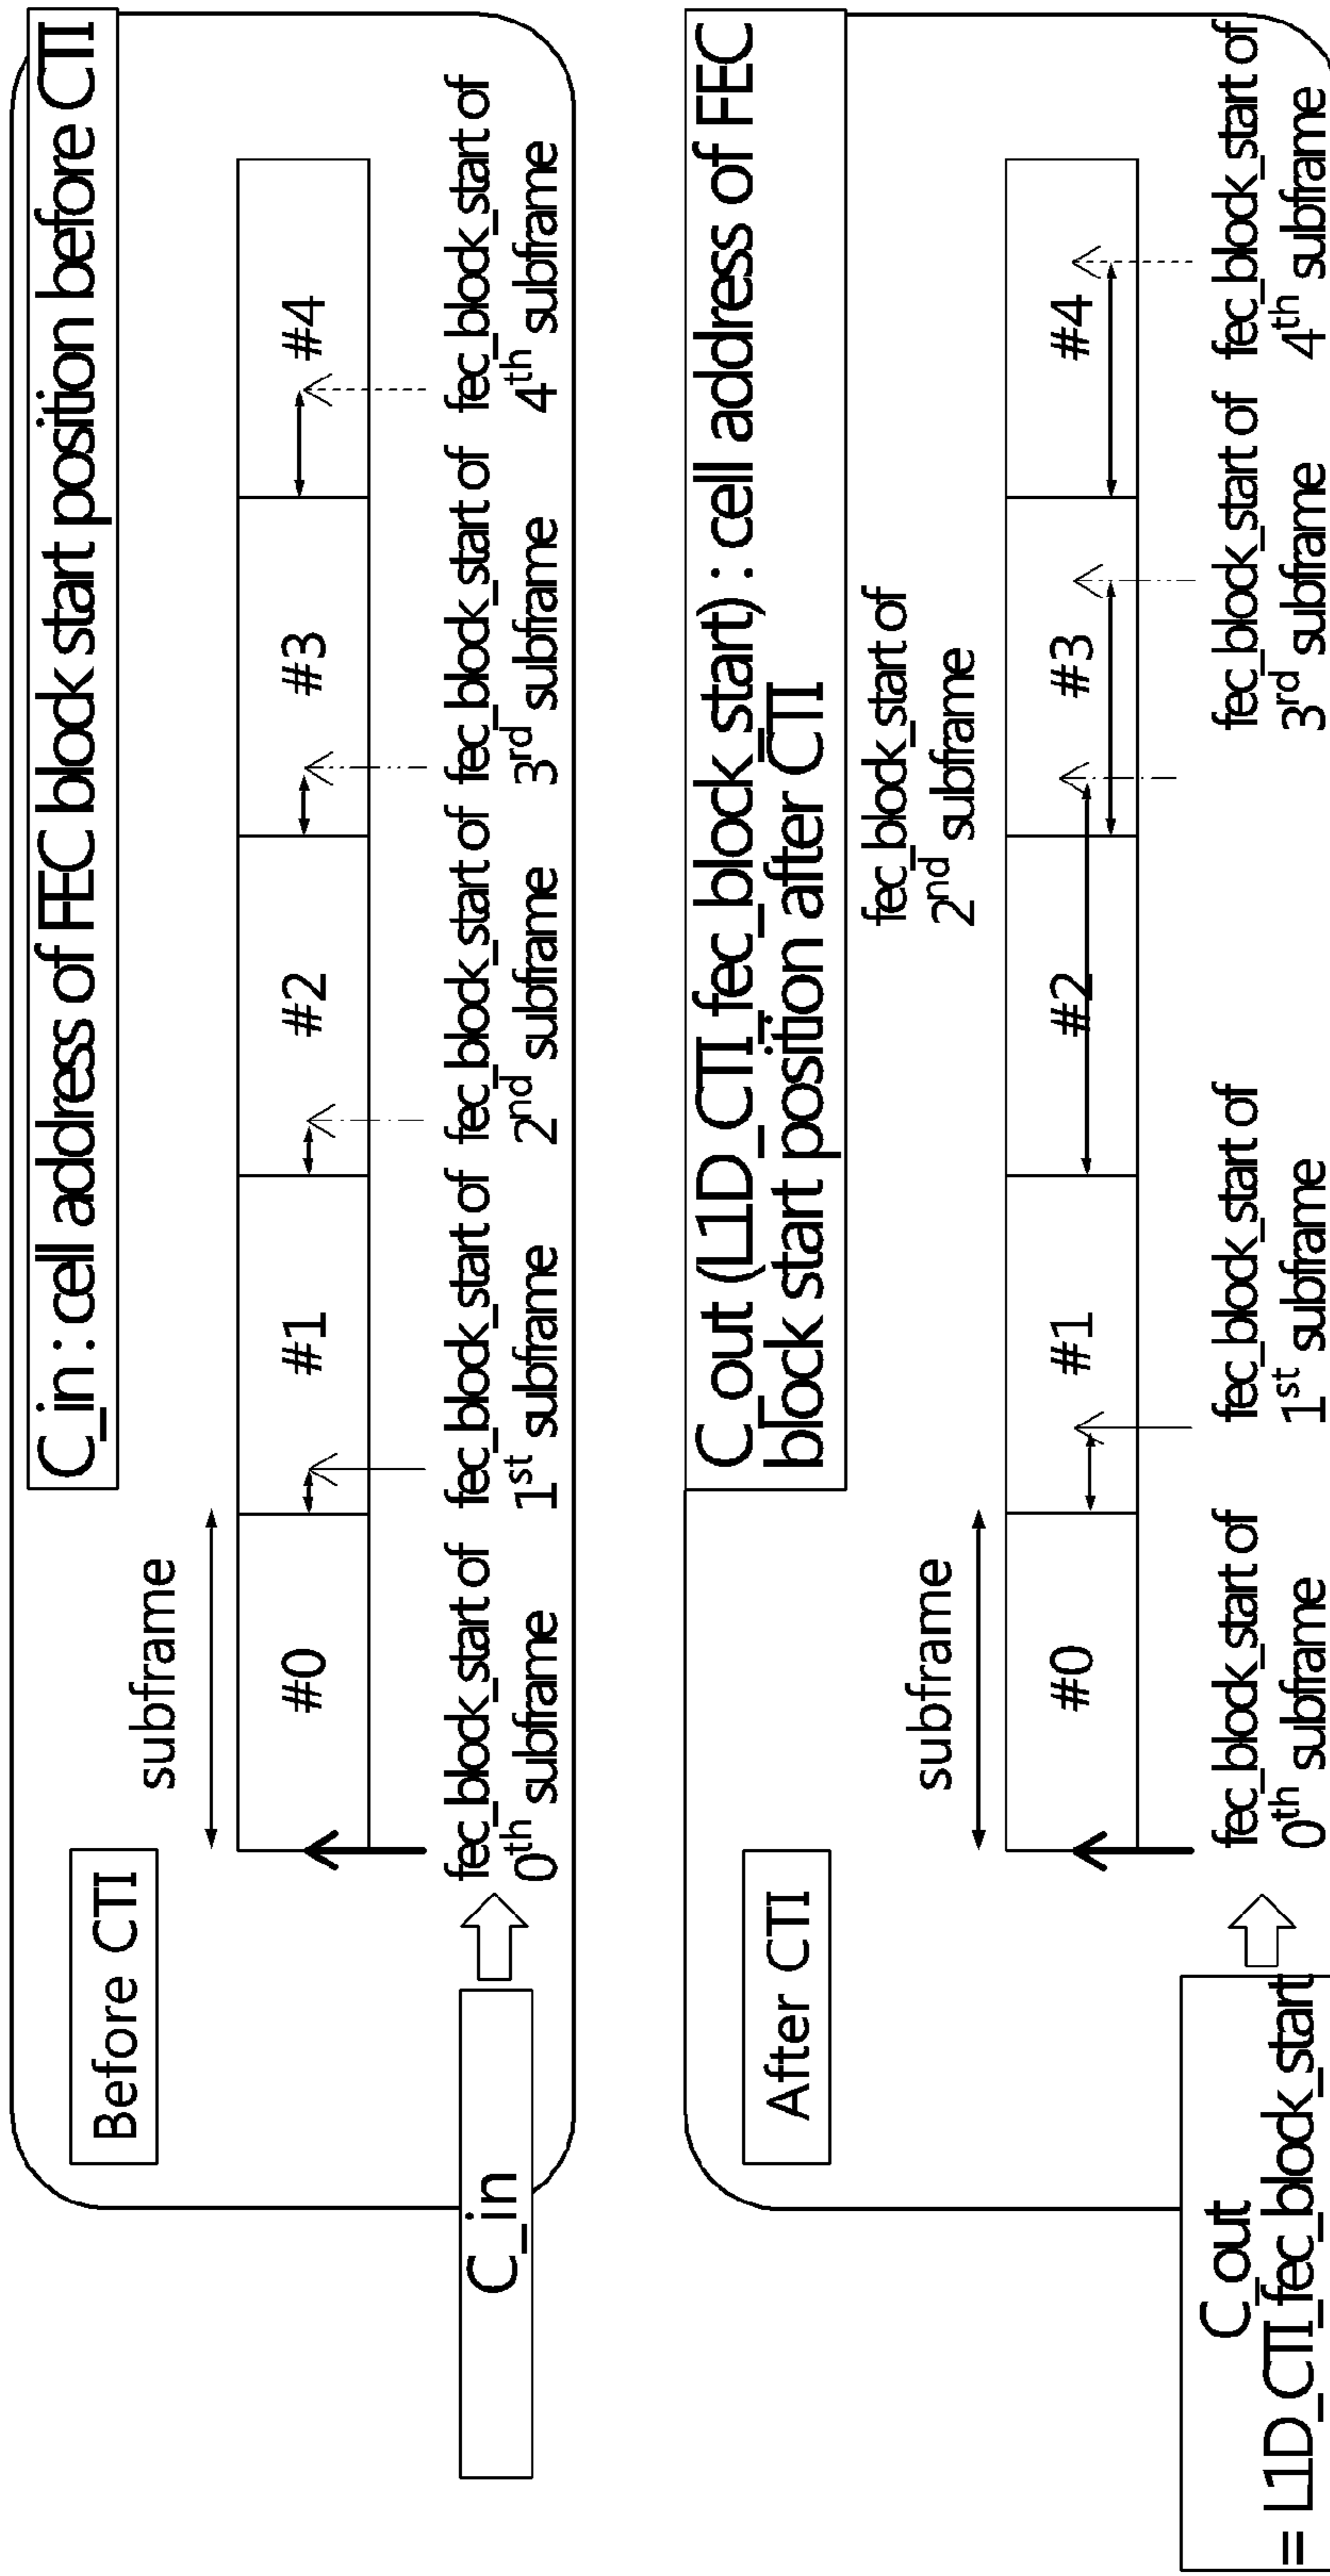 C_in : cell address of FEC block start position before CTI
Before CTI
subframe
#0
#1
#2
#3
#4
C_in
fec_block_start of
0th subframe
fec_block_start of
1st subframe
fec_block_start of
2nd subframe
fec_block_start of
3rd subframe
fec_block_start of
4th subframe
C_out (L1D_CTI_fec_block_start) : cell address of FEC
block start position after CTI
After CTI
fec_block_start of
2nd subframe
subframe
#0
#1
#2
#3
#4
C_out
= L1D_CTI_fec_block_start
fec_block_start of
0th subframe
fec_block_start of
1st subframe
fec_block_start of
3rd subframe
fec_block_start of
4th subframe